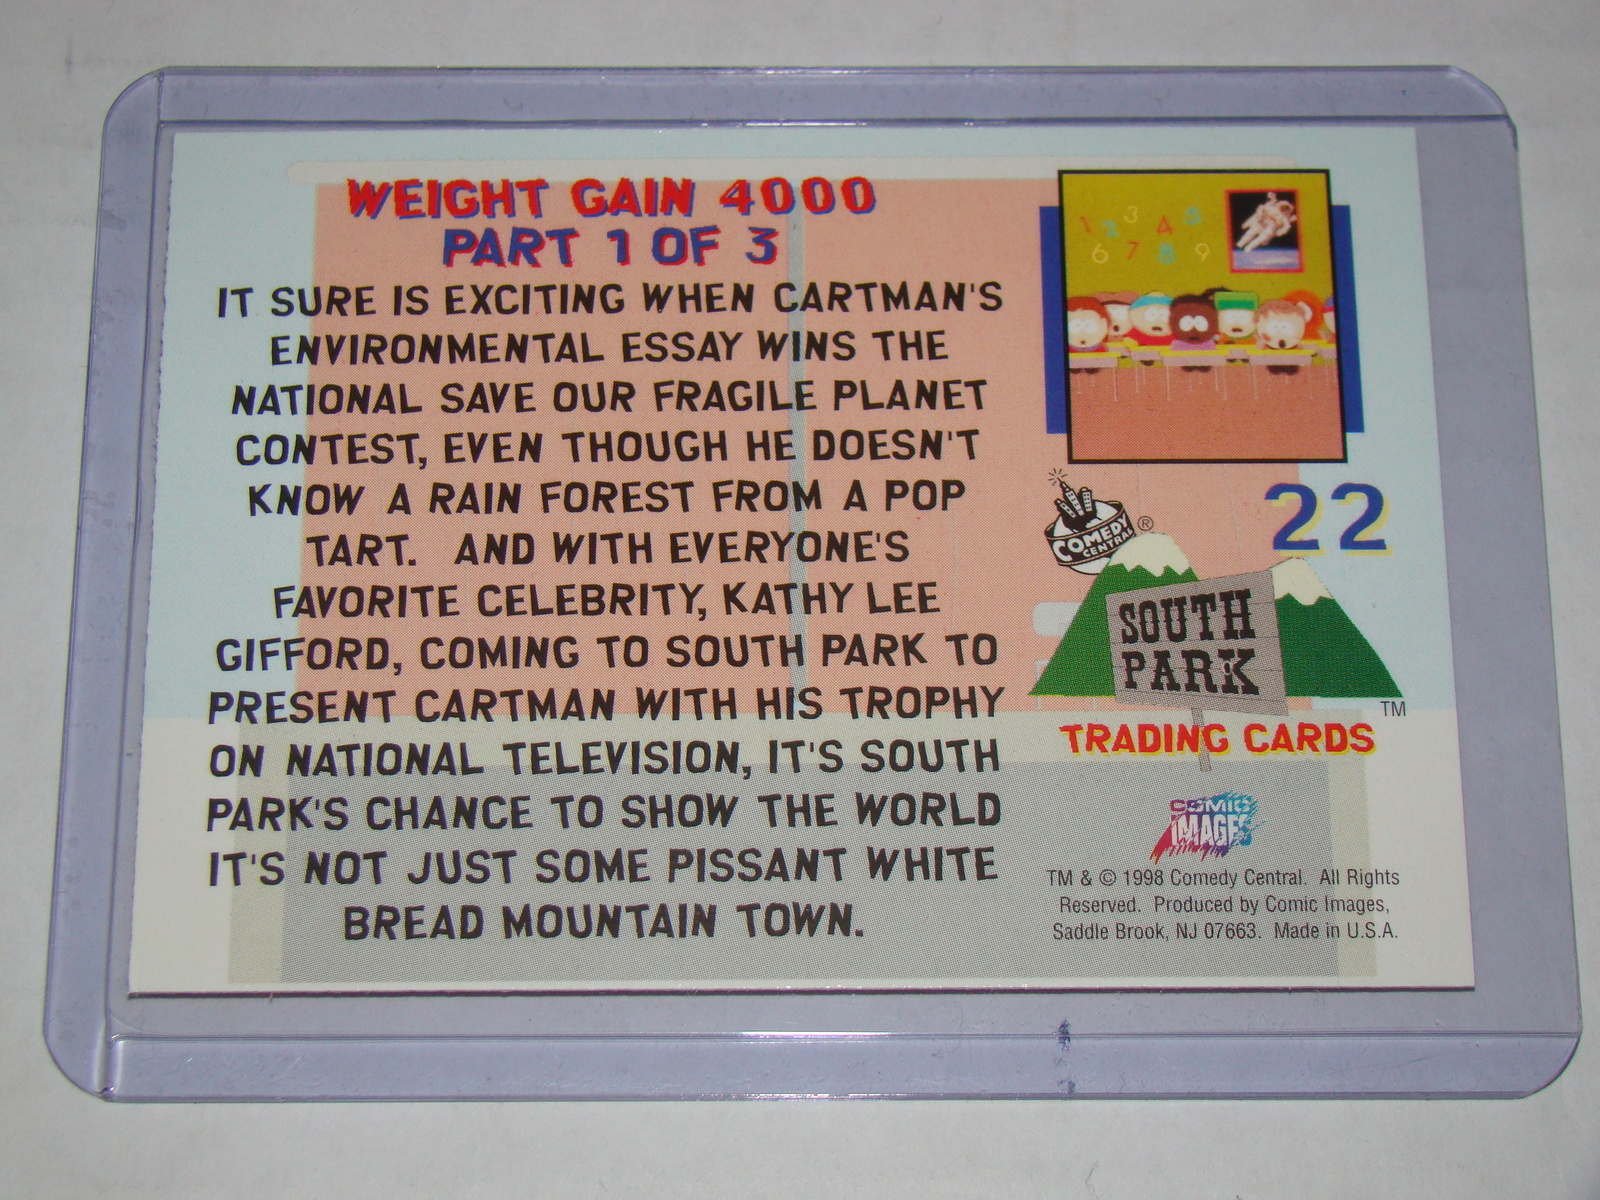 WEIGHT GAIN 4000
PART 1 OF 3
IT SURE IS EXCITING WHEN CARTMAN'S
ENVIRONMENTAL ESSAY WINS THE
NATIONAL SAVE OUR FRAGILE PLANET
CONTEST, EVEN THOUGH HE DOESN'T
KNOW A RAIN FOREST FROM A POP
TART. AND WITH EVERYONE'S
FAVORITE CELEBRITY, KATHY LEE
GIFFORD, COMING TO SOUTH PARK TO
PRESENT CARTMAN WITH HIS TROPHY
ON NATIONAL TELEVISION, IT'S SOUTH
PARK'S CHANCE TO SHOW THE WORLD
IT'S NOT JUST SOME PISSANT WHITE
BREAD MOUNTAIN TOWN.
1 2 3 4 5
6 7 8 9
22
COMEDY ®
CENTRAL
SOUTH
PARK
TM
TRADING CARDS
COMIC
IMAGES
TM & © 1998 Comedy Central. All Rights
Reserved. Produced by Comic Images,
Saddle Brook, NJ 07663. Made in U.S.A.